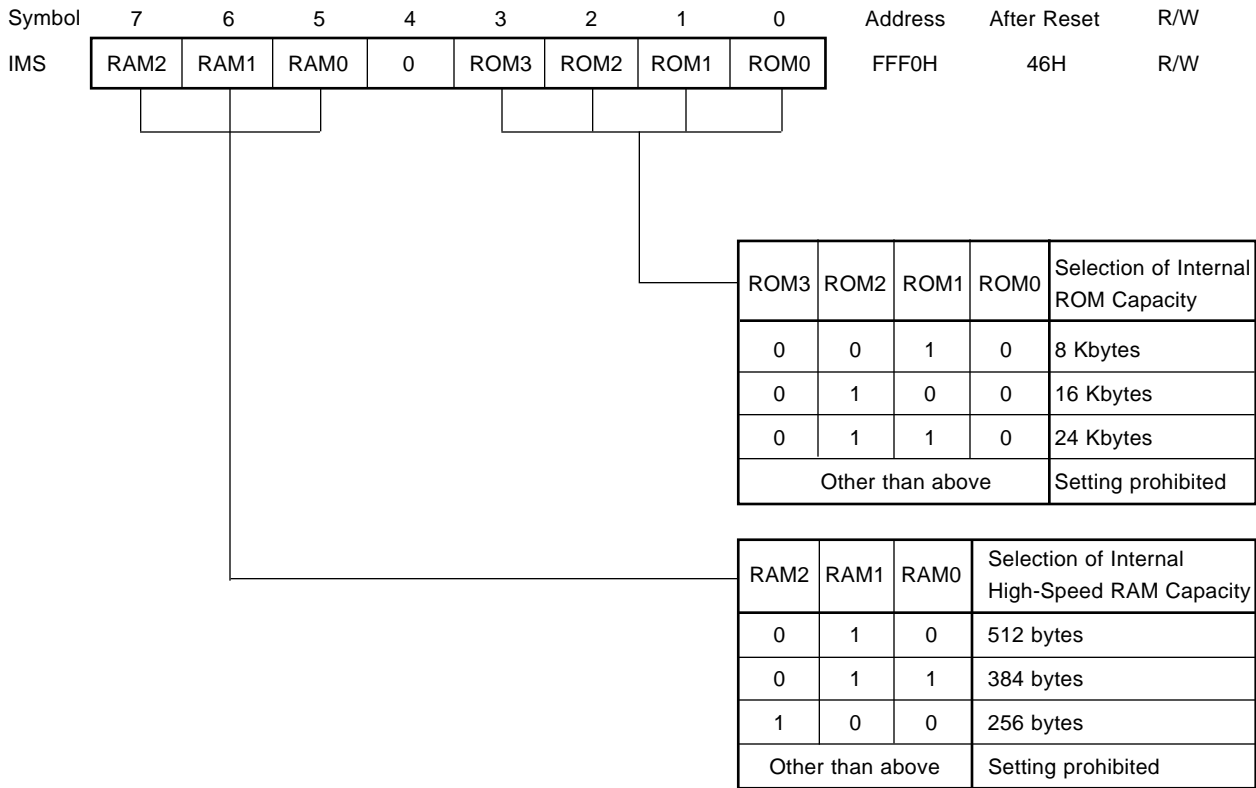 Symbol 7 6 5 4 3 2 1 0 Address After Reset R/W
IMS RAM2 RAM1 RAM0 0 ROM3 ROM2 ROM1 ROM0 FFF0H 46H R/W
ROM3 ROM2 ROM1 ROM0 Selection of Internal
ROM Capacity
0 0 1 0 8 Kbytes
0 1 0 0 16 Kbytes
0 1 1 0 24 Kbytes
Other than above Setting prohibited
RAM2 RAM1 RAM0 Selection of Internal
High-Speed RAM Capacity
0 1 0 512 bytes
0 1 1 384 bytes
1 0 0 256 bytes
Other than above Setting prohibited